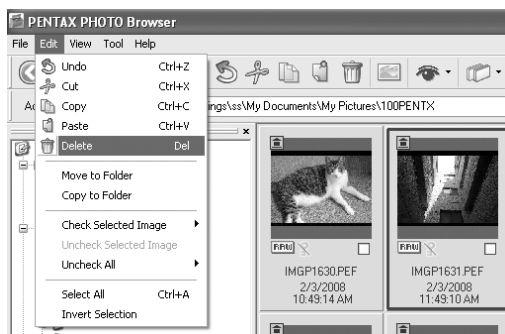 PENTAX PHOTO Browser
File Edit View Tool Help
Undo Ctrl+Z
Cut Ctrl+X
Copy Ctrl+C
Paste Ctrl+V
Delete Del
Move to Folder
Copy to Folder
Check Selected Image
Uncheck Selected Image
Uncheck All
Select All Ctrl+A
Invert Selection
ings\ss\My Documents\My Pictures\100PENTX
RAW
IMGP1630.PEF
2/3/2008
10:49:14 AM
RAW
IMGP1631.PEF
2/3/2008
11:49:10 AM